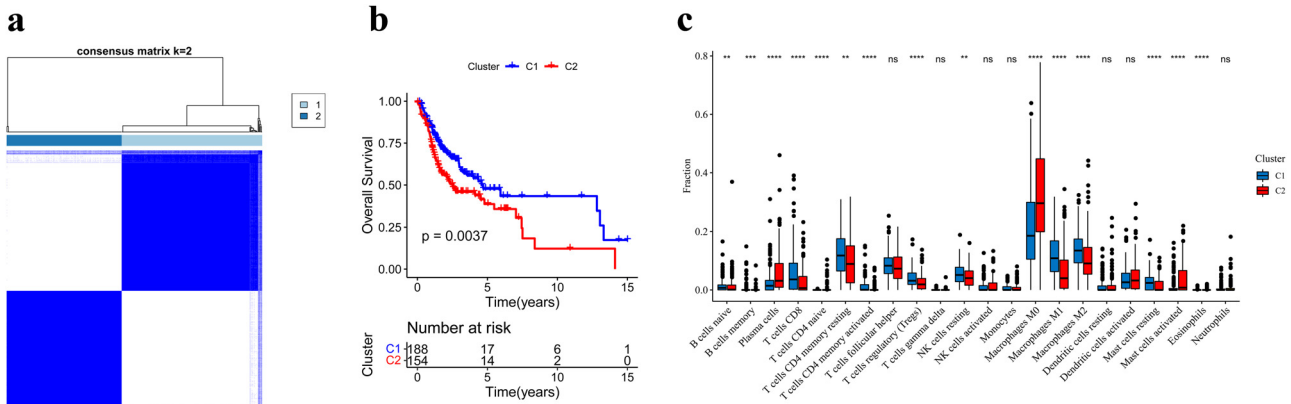 a
consensus matrix k=2
1
2
b
Cluster C1 C2
Overall Survival
1.00
0.75
0.50
0.25
0.00
p = 0.0037
0 5 10 15
Time(years)
Number at risk
Cluster
C1 188 17 6 1
C2 154 14 2 0
0 5 10 15
Time(years)
c
** *** **** **** **** ** **** ns **** ns ** ns ns **** **** **** ns ns **** **** **** ns
Fraction
0.8
0.6
0.4
0.2
0.0
Cluster
C1
C2
B cells naive
B cells memory
Plasma cells
T cells CD8
T cells CD4 naive
T cells CD4 memory resting
T cells CD4 memory activated
T cells follicular helper
T cells regulatory (Tregs)
T cells gamma delta
NK cells resting
NK cells activated
Monocytes
Macrophages M0
Macrophages M1
Macrophages M2
Dendritic cells resting
Dendritic cells activated
Mast cells resting
Mast cells activated
Eosinophils
Neutrophils